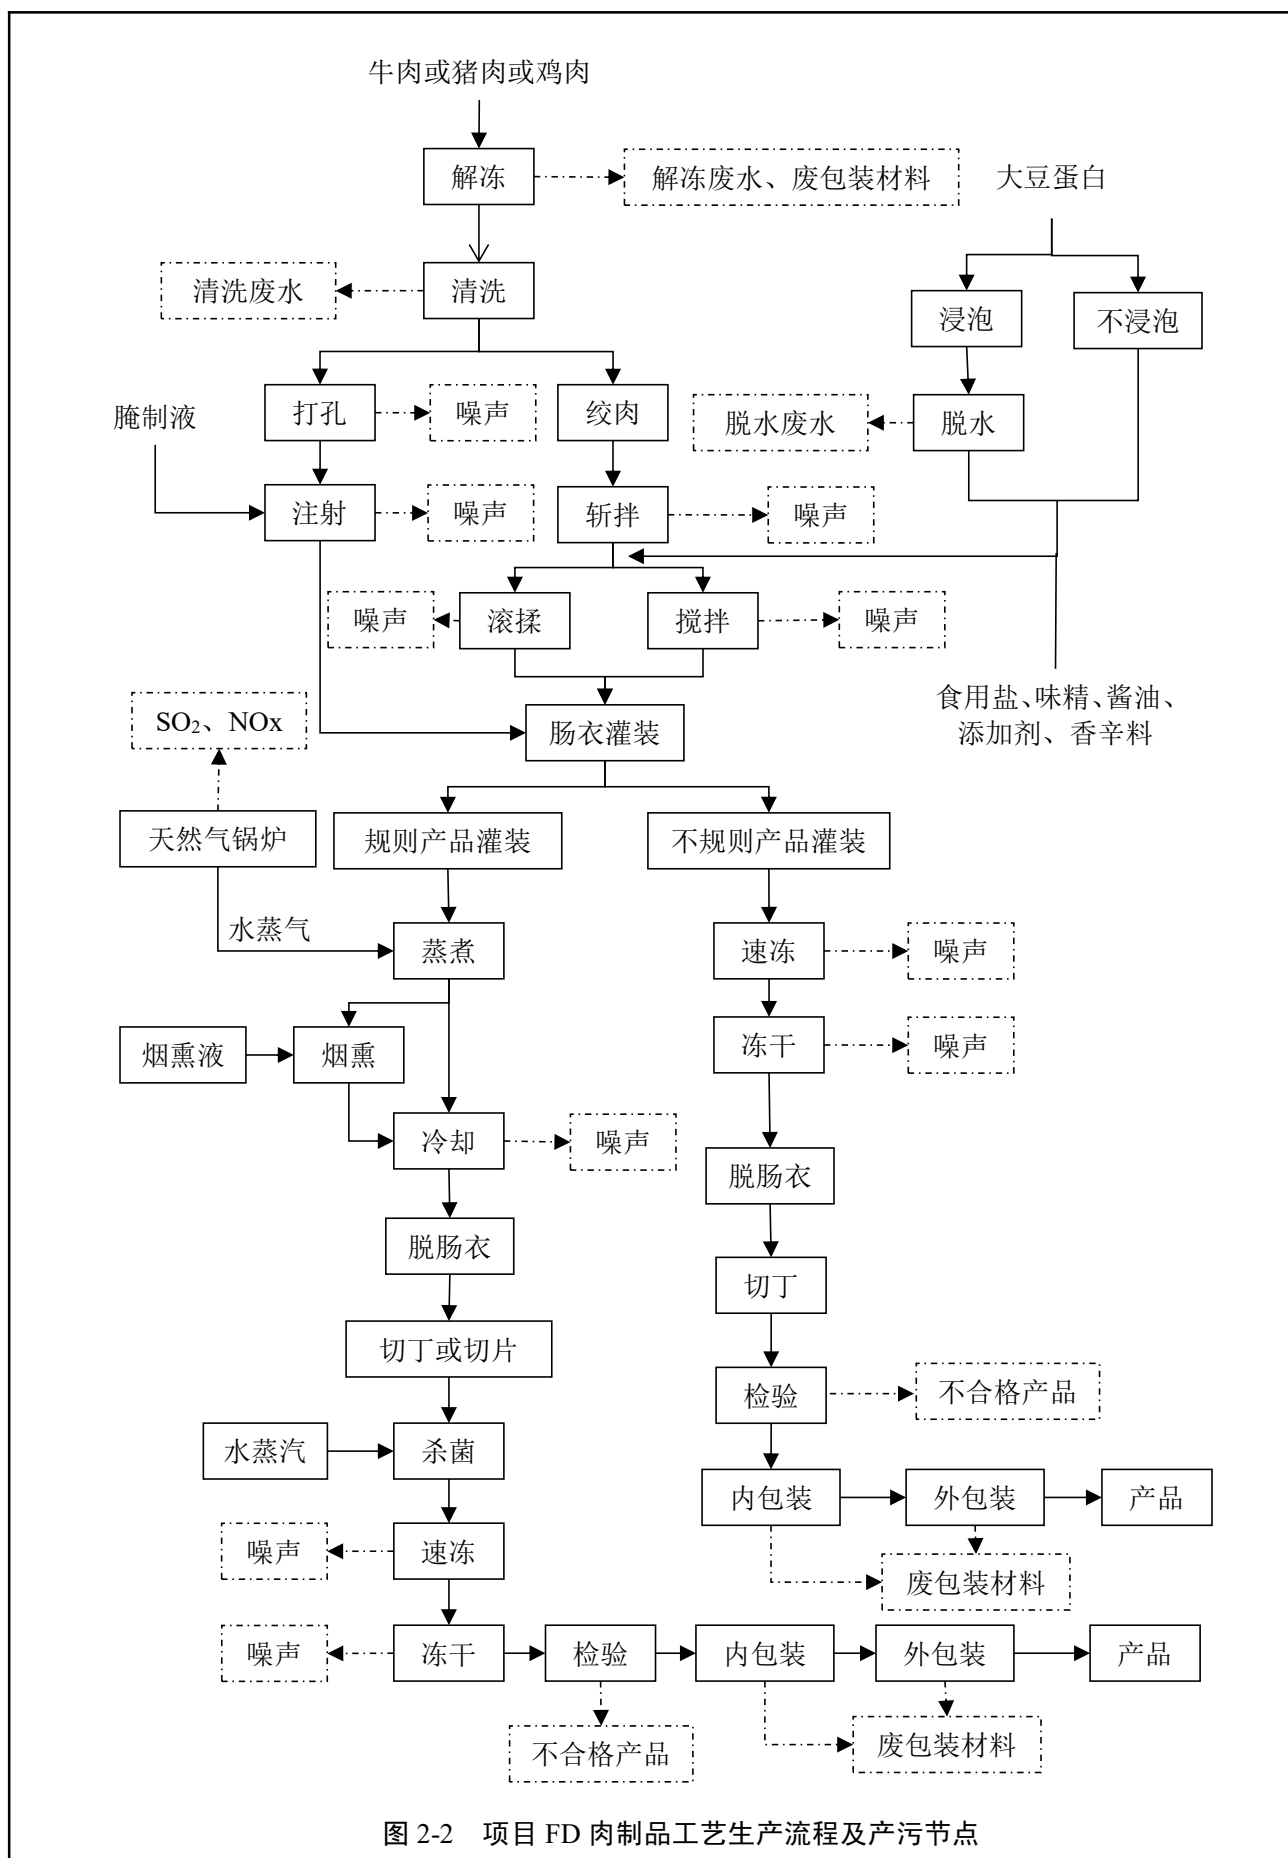 牛肉或猪肉或鸡肉
解冻
解冻废水、废包装材料
大豆蛋白
清洗废水
清洗
浸泡
不浸泡
打孔
噪声
绞肉
腌制液
脱水废水
脱水
注射
噪声
斩拌
噪声
噪声
滚揉
搅拌
噪声
食用盐、味精、酱油、
添加剂、香辛料
SO₂、NOx
肠衣灌装
天然气锅炉
规则产品灌装
不规则产品灌装
水蒸气
蒸煮
速冻
噪声
烟熏液
烟熏
冻干
噪声
冷却
噪声
脱肠衣
脱肠衣
切丁
切丁或切片
检验
不合格产品
水蒸汽
杀菌
内包装
外包装
产品
噪声
速冻
废包装材料
噪声
冻干
检验
内包装
外包装
产品
不合格产品
废包装材料
图 2-2 项目 FD 肉制品工艺生产流程及产污节点